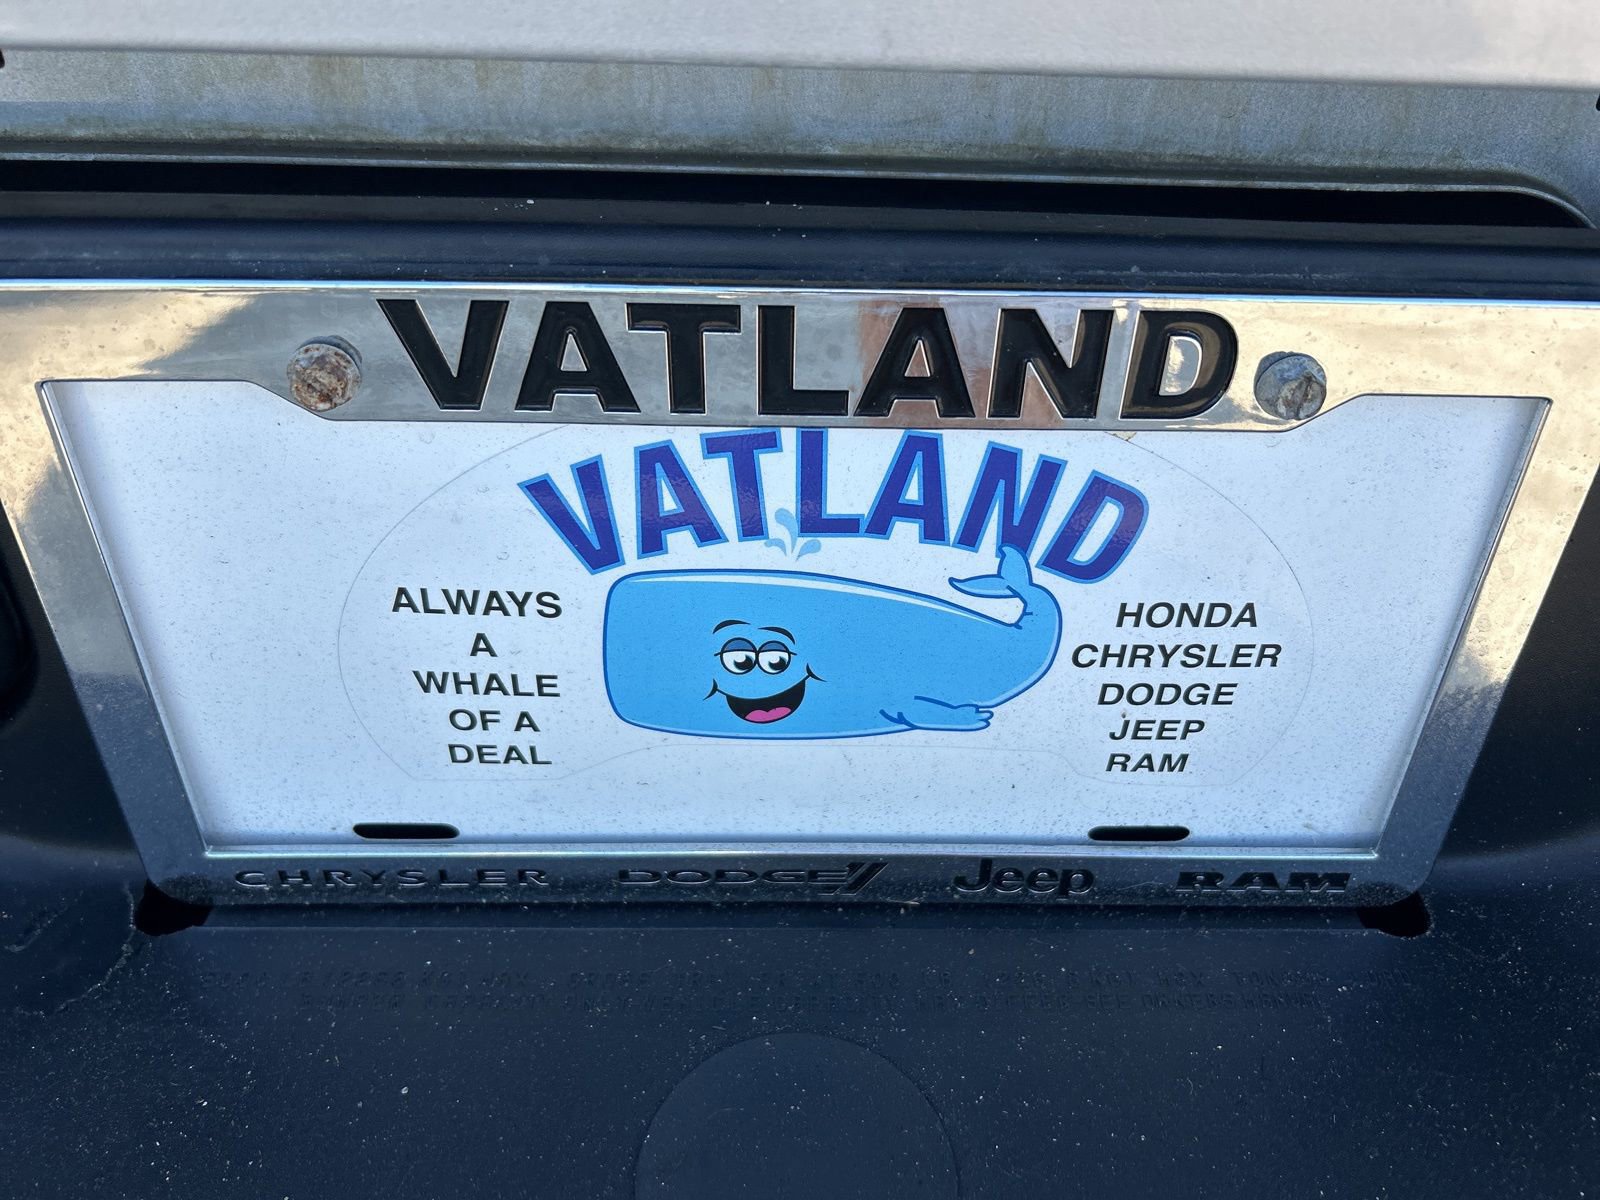 VATLAND
VATLAND
ALWAYS
A
WHALE
OF A
DEAL
HONDA
CHRYSLER
DODGE
JEEP
RAM
CHRYSLER DODGE Jeep RAM